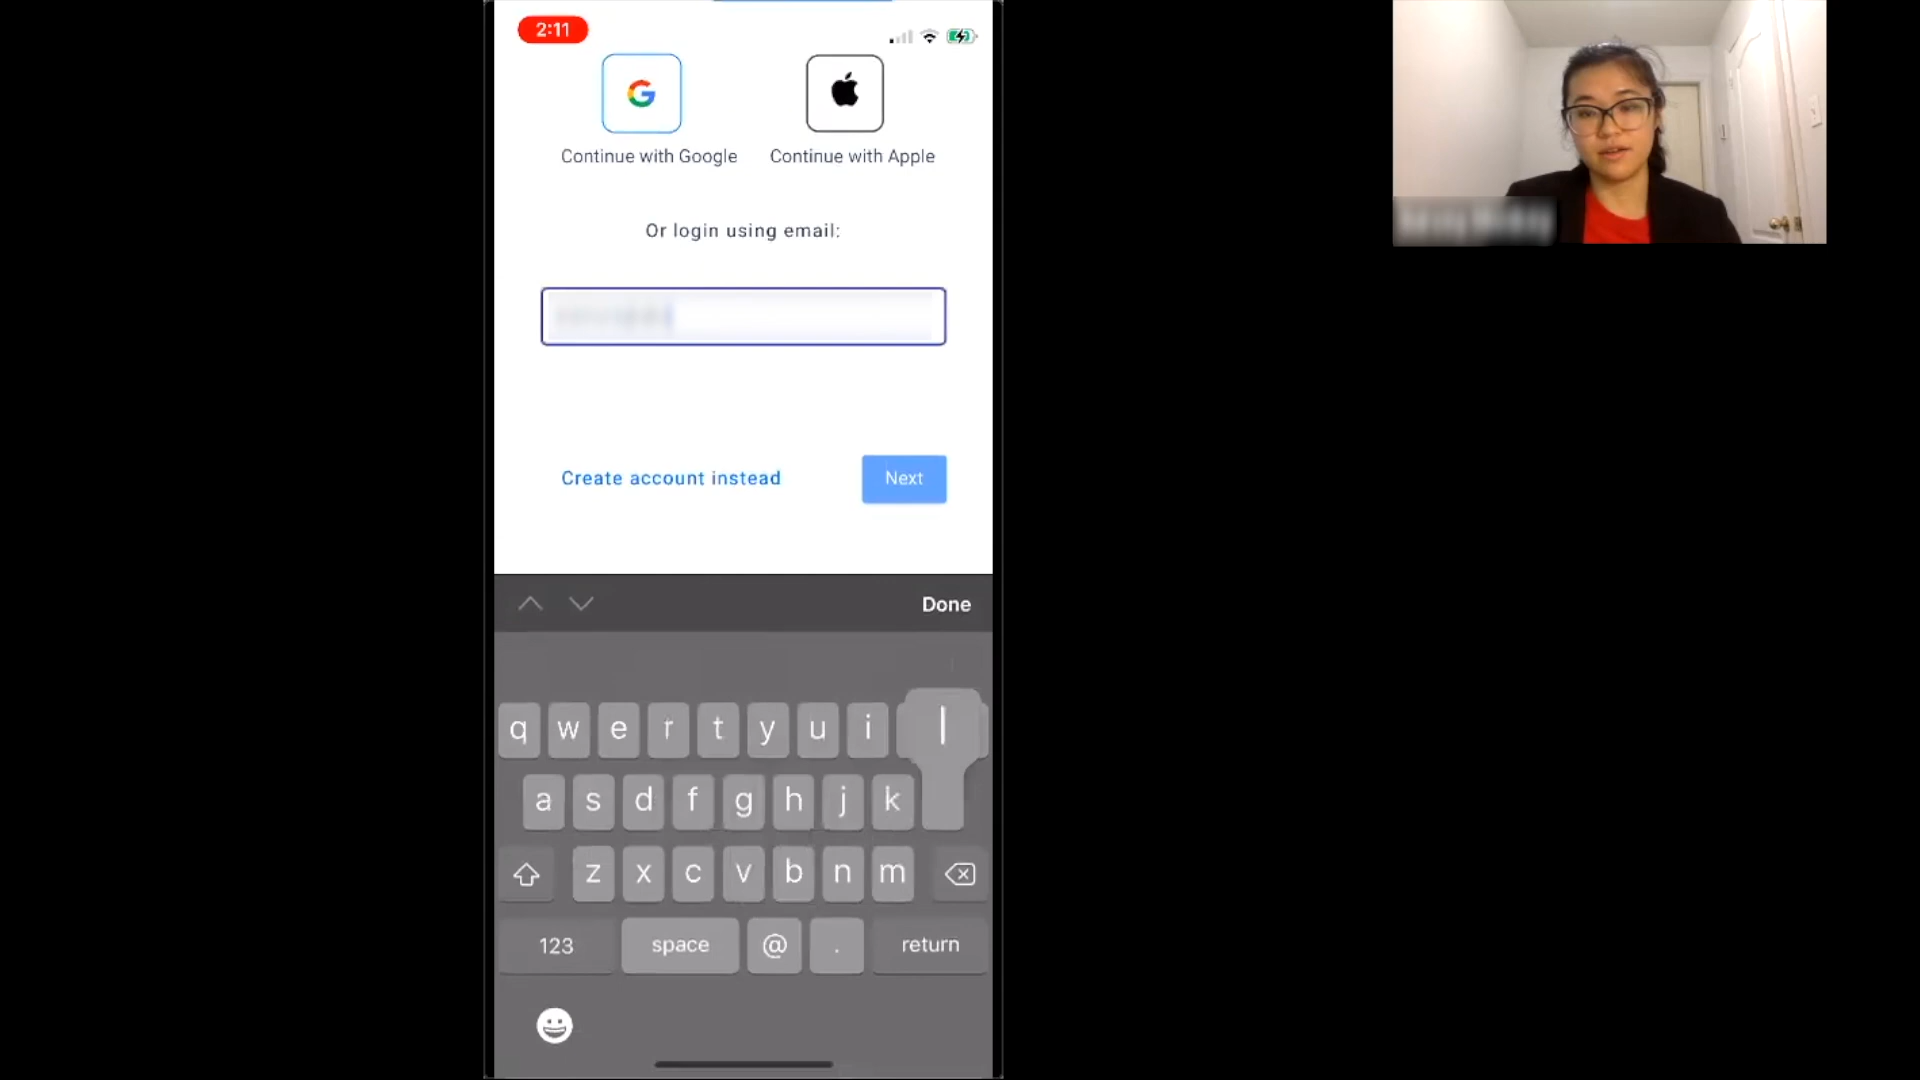 2:11
G
Continue with Google Continue with Apple
Or login using email:
Create account instead Next
Done
q w e r t y u i l
a s d f g h j k
z x c v b n m
123 space @ . return